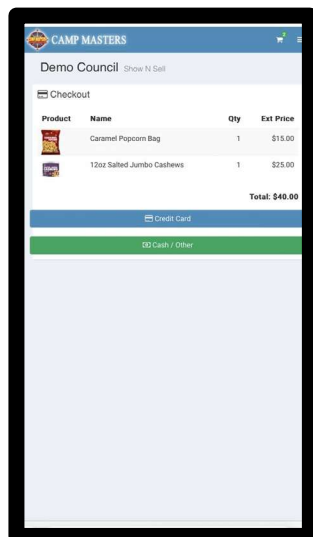 CAMP MASTERS
Demo Council Show N Sell
Checkout
Product Name Qty Ext Price
Caramel Popcorn Bag 1 $15.00
12oz Salted Jumbo Cashews 1 $25.00
Total: $40.00
Credit Card
Cash / Other